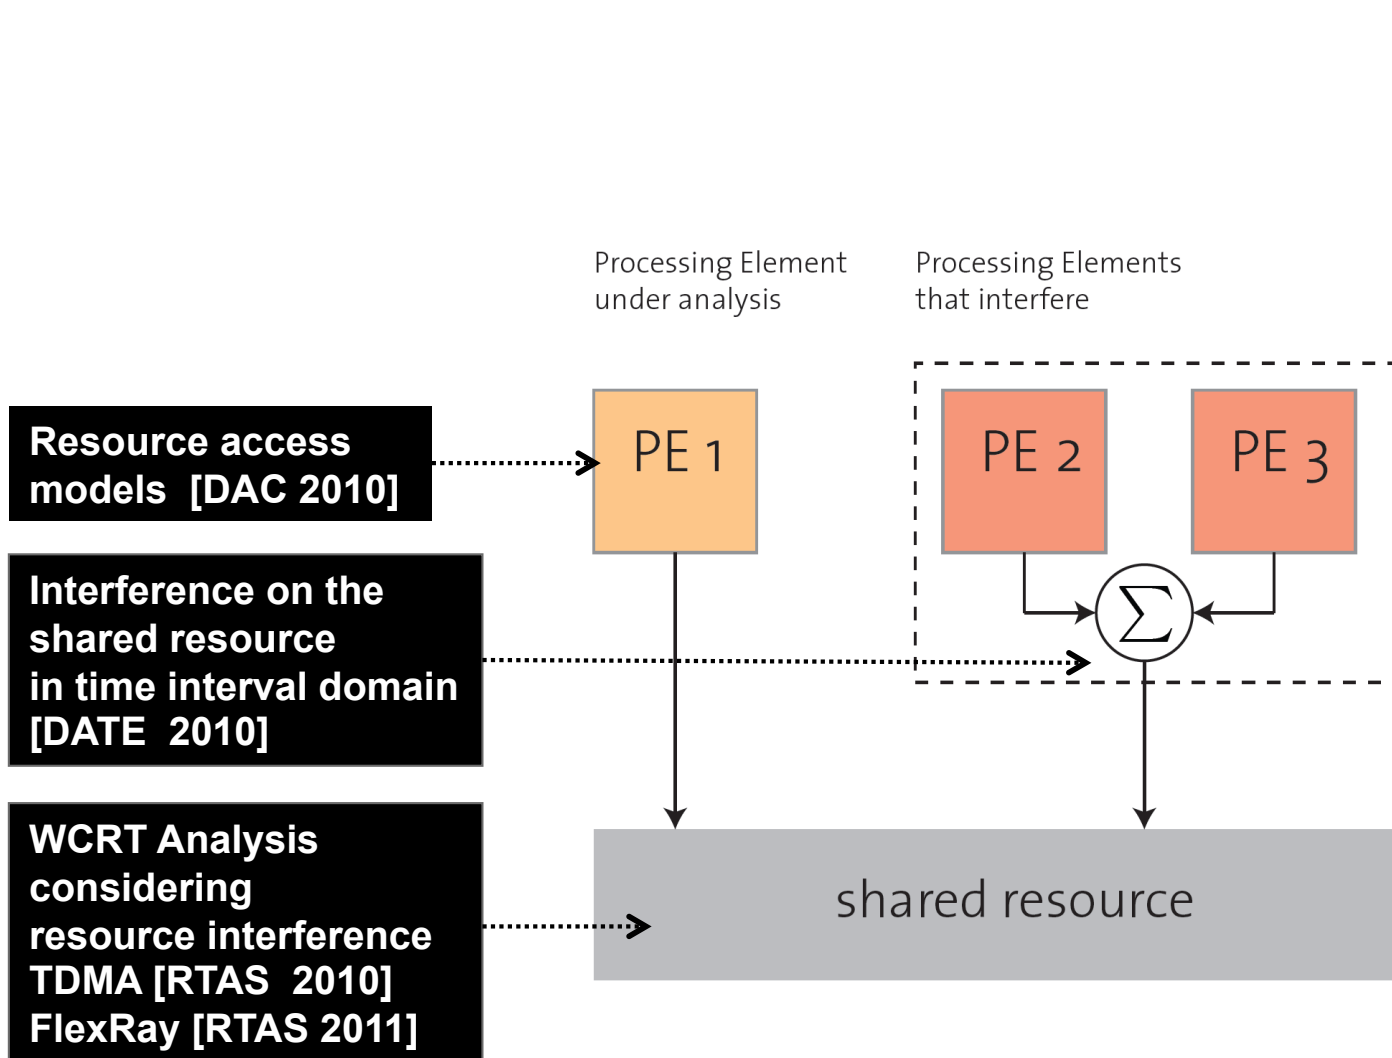 Processing Element
under analysis
Processing Elements
that interfere
PE 1
PE 2
PE 3
Resource access
models  [DAC 2010]
Interference on the
shared resource
in time interval domain
[DATE  2010]
Σ
WCRT Analysis
considering
resource interference
TDMA [RTAS  2010]
FlexRay [RTAS 2011]
shared resource